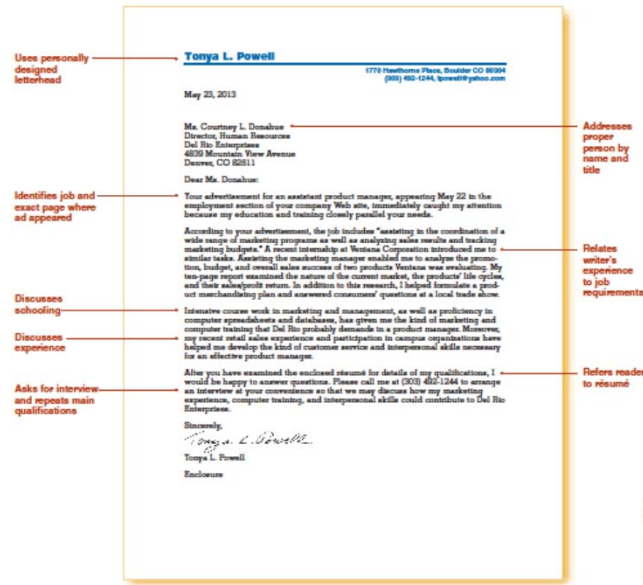 Uses personally
designed
letterhead
Tonya L. Powell
1770 Hawthorne Place, Boulder CO 80304
(303) 492-1244, tpowell@yahoo.com
May 23, 2013
Ms. Courtney L. Donahue
Director, Human Resources
Del Rio Enterprises
4839 Mountain View Avenue
Denver, CO 82511
Addresses
proper
person by
name and
title
Dear Ms. Donahue:
Identifies job and
exact page where
ad appeared
Your advertisement for an assistant product manager, appearing May 22 in the
employment section of your company Web site, immediately caught my attention
because my education and training closely parallel your needs.
According to your advertisement, the job includes "assisting in the coordination of a
wide range of marketing programs as well as analyzing sales results and tracking
marketing budgets." A recent internship at Ventana Corporation introduced me to
similar tasks. Assisting the marketing manager enabled me to analyze the promo-
tion, budget, and overall sales success of two products Ventana was evaluating. My
ten-page report examined the nature of the current market, the products' life cycles,
and their sales/profit return. In addition to this research, I helped formulate a prod-
uct merchandising plan and answered consumers' questions at a local trade show.
Relates
writer's
experience
to job
requirements
Discusses
schooling
Discusses
experience
Intensive course work in marketing and management, as well as proficiency in
computer spreadsheets and databases, has given me the kind of marketing and
computer training that Del Rio probably demands in a product manager. Moreover,
my recent retail sales experience and participation in campus organizations have
helped me develop the kind of customer service and interpersonal skills necessary
for an effective product manager.
Asks for interview
and repeats main
qualifications
After you have examined the enclosed résumé for details of my qualifications, I
would be happy to answer questions. Please call me at (303) 492-1244 to arrange
an interview at your convenience so that we may discuss how my marketing
experience, computer training, and interpersonal skills could contribute to Del Rio
Enterprises.
Refers reader
to résumé
Sincerely,
Tonya L. Powell
Tonya L. Powell
Enclosure